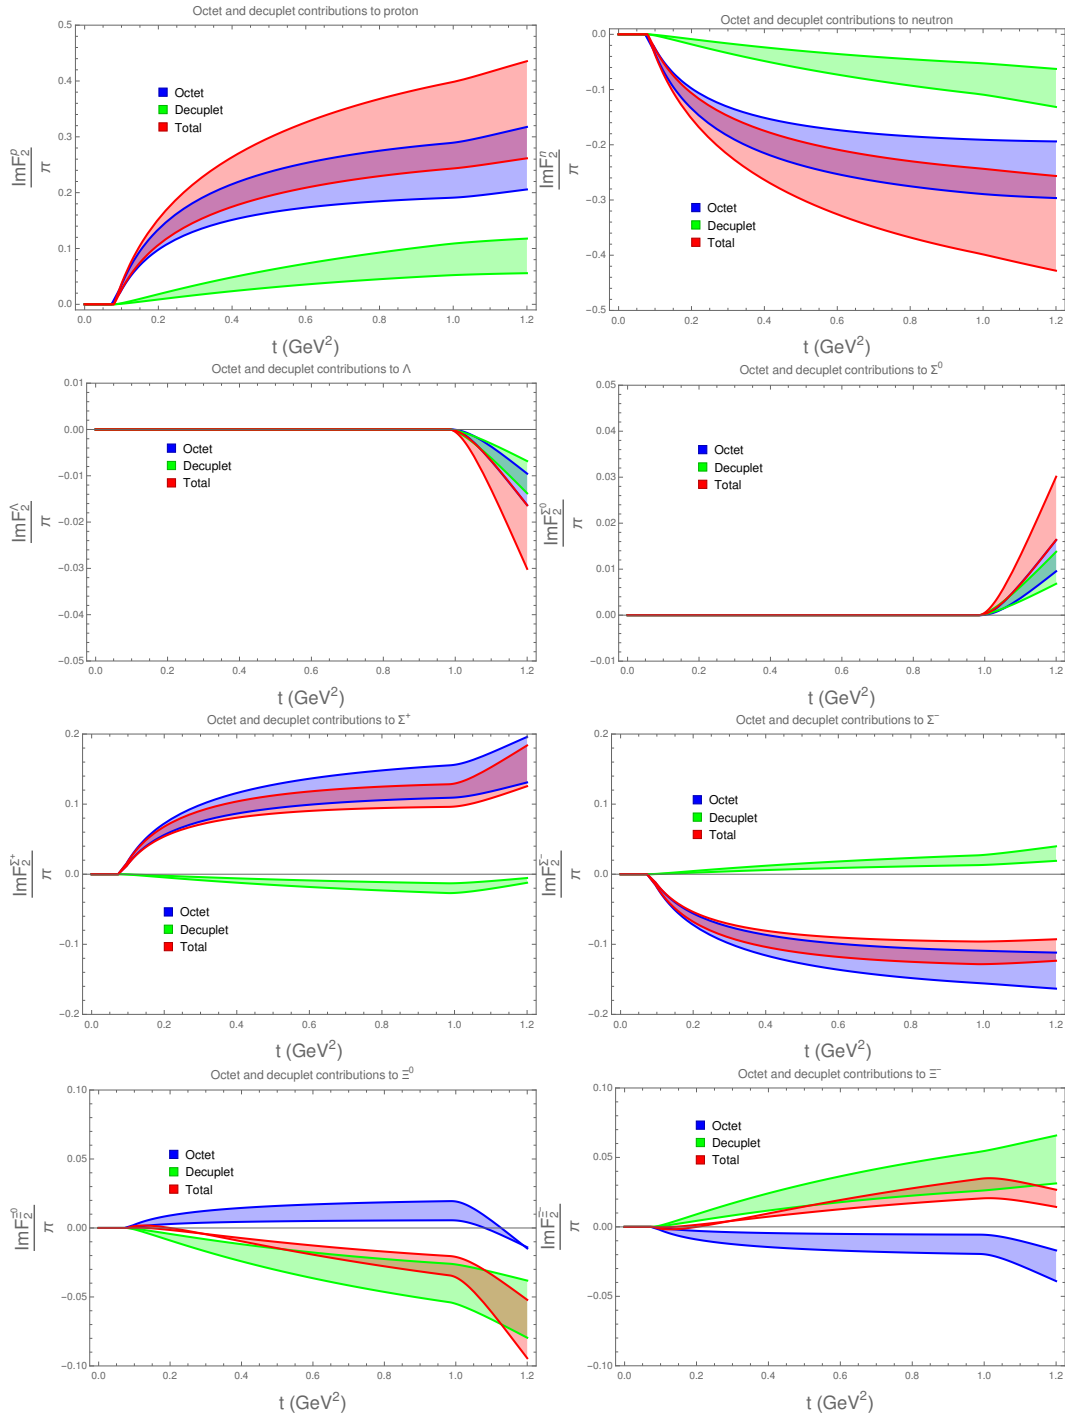 Octet and decuplet contributions to proton
0.5
0.4
0.3
0.2
0.1
0.0
ImF₂ᵖ
π
Octet
Decuplet
Total
0.0 0.2 0.4 0.6 0.8 1.0 1.2
t (GeV²)
Octet and decuplet contributions to neutron
0.0
−0.1
−0.2
−0.3
−0.4
−0.5
ImF₂ⁿ
π
Octet
Decuplet
Total
0.0 0.2 0.4 0.6 0.8 1.0 1.2
t (GeV²)
Octet and decuplet contributions to Λ
0.01
0.00
−0.01
−0.02
−0.03
−0.04
−0.05
ImF₂^Λ
π
Octet
Decuplet
Total
0.0 0.2 0.4 0.6 0.8 1.0 1.2
t (GeV²)
Octet and decuplet contributions to Σ⁰
0.05
0.04
0.03
0.02
0.01
0.00
−0.01
ImF₂^Σ⁰
π
Octet
Decuplet
Total
0.0 0.2 0.4 0.6 0.8 1.0 1.2
t (GeV²)
Octet and decuplet contributions to Σ⁺
0.2
0.1
0.0
−0.1
−0.2
ImF₂^Σ⁺
π
Octet
Decuplet
Total
0.0 0.2 0.4 0.6 0.8 1.0 1.2
t (GeV²)
Octet and decuplet contributions to Σ⁻
0.2
0.1
0.0
−0.1
−0.2
ImF₂^Σ⁻
π
Octet
Decuplet
Total
0.0 0.2 0.4 0.6 0.8 1.0 1.2
t (GeV²)
Octet and decuplet contributions to Ξ⁰
0.10
0.05
0.00
−0.05
−0.10
ImF₂^Ξ⁰
π
Octet
Decuplet
Total
0.0 0.2 0.4 0.6 0.8 1.0 1.2
t (GeV²)
Octet and decuplet contributions to Ξ⁻
0.10
0.05
0.00
−0.05
−0.10
ImF₂^Ξ⁻
π
Octet
Decuplet
Total
0.0 0.2 0.4 0.6 0.8 1.0 1.2
t (GeV²)